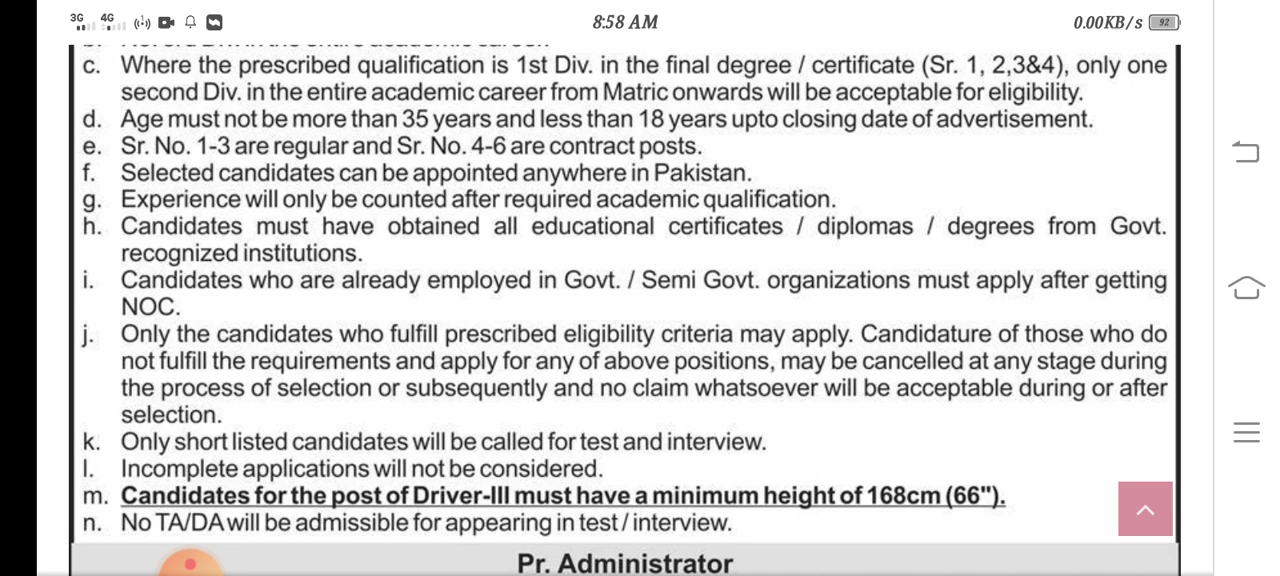 3G 4G 8:58 AM 0.00KB/s 92
c. Where the prescribed qualification is 1st Div. in the final degree / certificate (Sr. 1, 2,3&4), only one
second Div. in the entire academic career from Matric onwards will be acceptable for eligibility.
d. Age must not be more than 35 years and less than 18 years upto closing date of advertisement.
e. Sr. No. 1-3 are regular and Sr. No. 4-6 are contract posts.
f. Selected candidates can be appointed anywhere in Pakistan.
g. Experience will only be counted after required academic qualification.
h. Candidates must have obtained all educational certificates / diplomas / degrees from Govt.
recognized institutions.
i. Candidates who are already employed in Govt. / Semi Govt. organizations must apply after getting
NOC.
j. Only the candidates who fulfill prescribed eligibility criteria may apply. Candidature of those who do
not fulfill the requirements and apply for any of above positions, may be cancelled at any stage during
the process of selection or subsequently and no claim whatsoever will be acceptable during or after
selection.
k. Only short listed candidates will be called for test and interview.
l. Incomplete applications will not be considered.
m. Candidates for the post of Driver-III must have a minimum height of 168cm (66").
n. No TA/DA will be admissible for appearing in test / interview.
Pr. Administrator